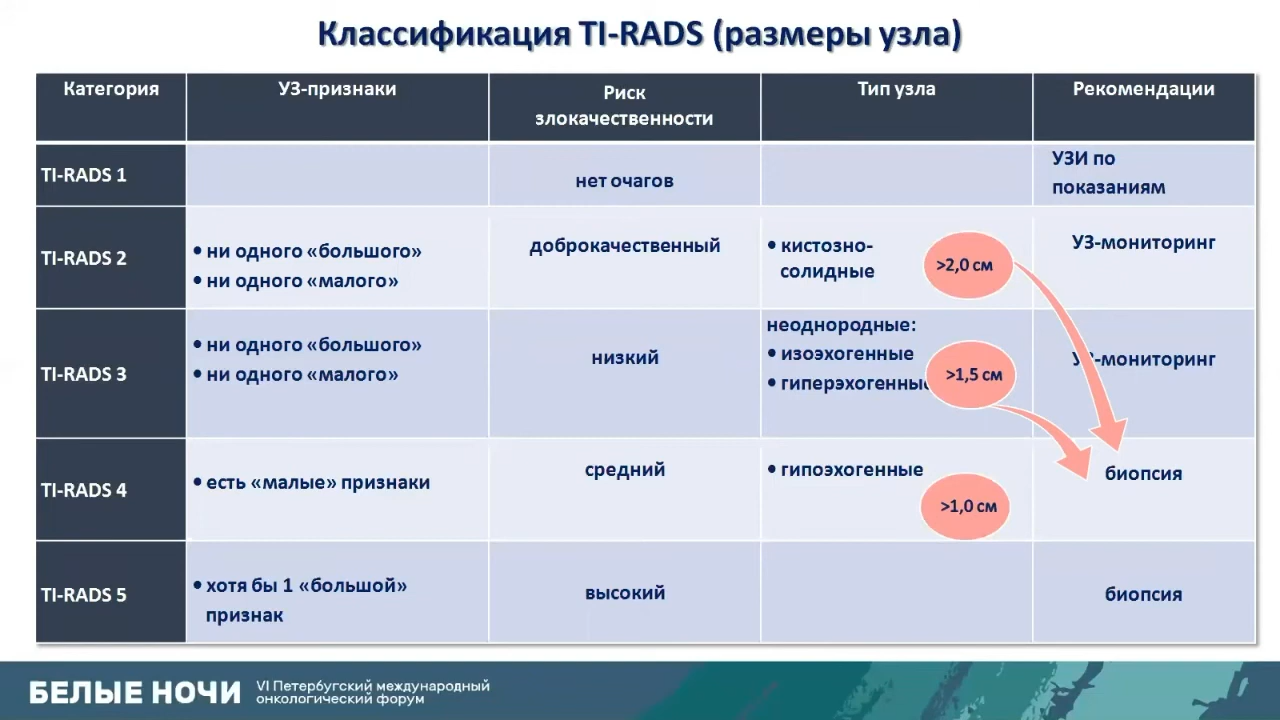 Классификация TI-RADS (размеры узла)
Категория
УЗ-признаки
Риск
злокачественности
Тип узла
Рекомендации
TI-RADS 1
нет очагов
УЗИ по
показаниям
TI-RADS 2
• ни одного «большого»
• ни одного «малого»
доброкачественный
• кистозно-
солидные
>2,0 см
УЗ-мониторинг
TI-RADS 3
• ни одного «большого»
• ни одного «малого»
низкий
неоднородные:
• изоэхогенные
• гиперэхогенные
>1,5 см
УЗ-мониторинг
TI-RADS 4
• есть «малые» признаки
средний
• гипоэхогенные
>1,0 см
биопсия
TI-RADS 5
• хотя бы 1 «большой»
признак
высокий
биопсия
БЕЛЫЕ НОЧИ
VI Петербургский международный
онкологический форум